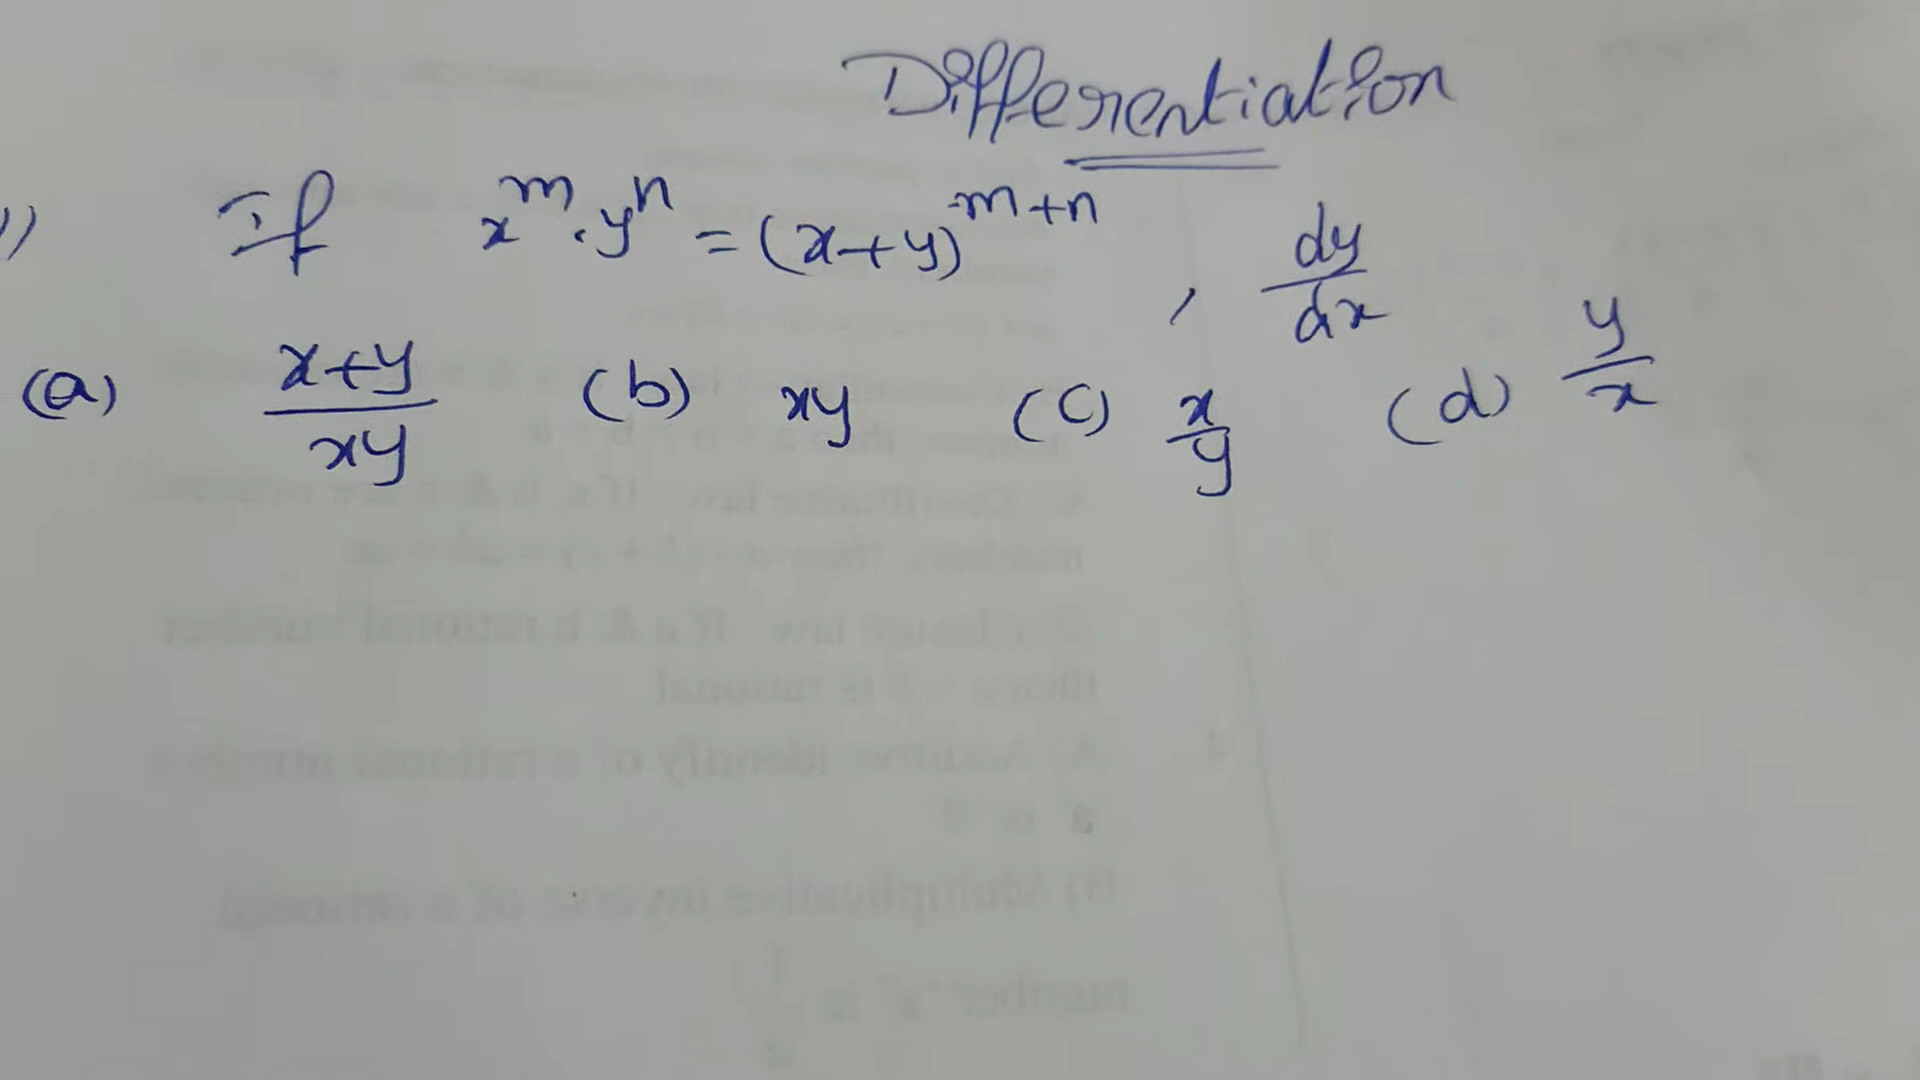 Differentiation
1) If x^m . y^n = (x+y)^{m+n} , dy/dx
(a) x+y/xy (b) xy (c) x/y (d) y/x